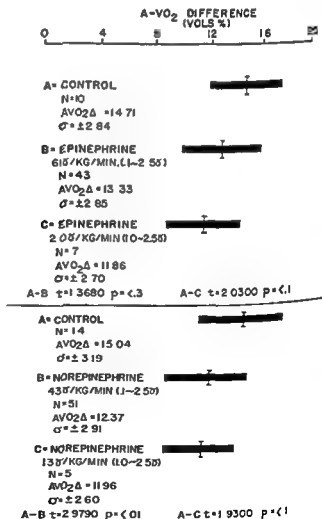 A-VO₂ DIFFERENCE
(VOLS %)
0 4 8 12 16
A= CONTROL
N=10
AVO₂Δ =14 71
σ=±2 84
B= EPINEPHRINE
61γ/KG/MIN, (.1-2 5γ)
N= 43
AVO₂Δ =13 33
σ=±2 85
C= EPINEPHRINE
2 0γ/KG/MIN (1 0-2.5γ)
N= 7
AVO₂Δ =11 86
σ=±2 70
A-B t=1 3680 p=<.3 A-C t=2 0300 p=<.1
A= CONTROL
N= 1 4
AVO₂Δ =15 04
σ=±3 19
B= NOREPINEPHRINE
43γ/KG/MIN (.1-2 5γ)
N=51
AVO₂Δ =12.37
σ=± 2 91
C= NOREPINEPHRINE
1 3γ/KG/MIN (1.0-2 5γ)
N= 5
AVO₂Δ =11 96
σ=±2 60
A-B t=2 9790 p=< 01 A-C t=1 9300 p=<1